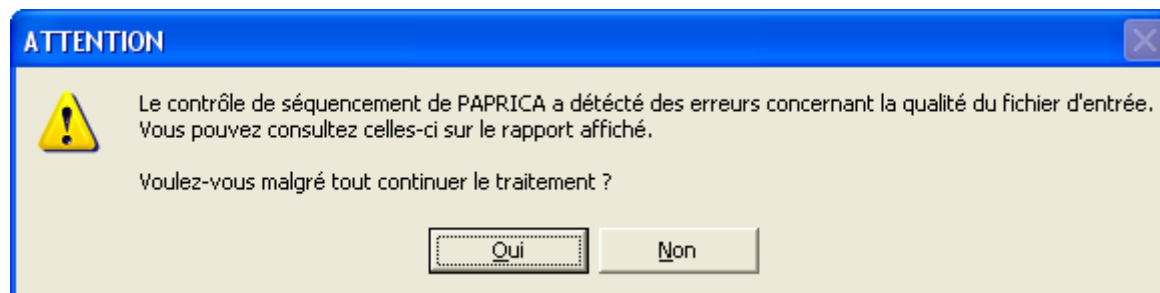 ATTENTION
Le contrôle de séquencement de PAPRICA a détécté des erreurs concernant la qualité du fichier d'entrée.
Vous pouvez consultez celles-ci sur le rapport affiché.
Voulez-vous malgré tout continuer le traitement ?
Oui
Non